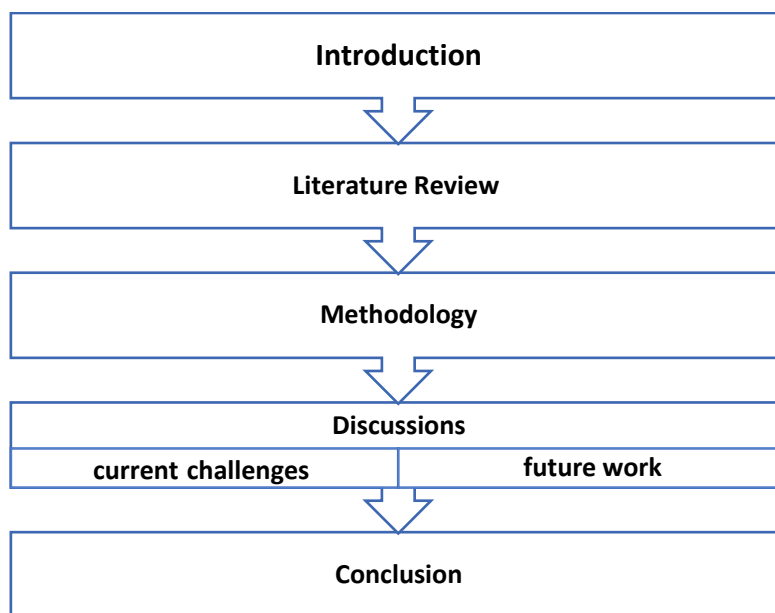 Introduction
Literature Review
Methodology
Discussions
current challenges
future work
Conclusion